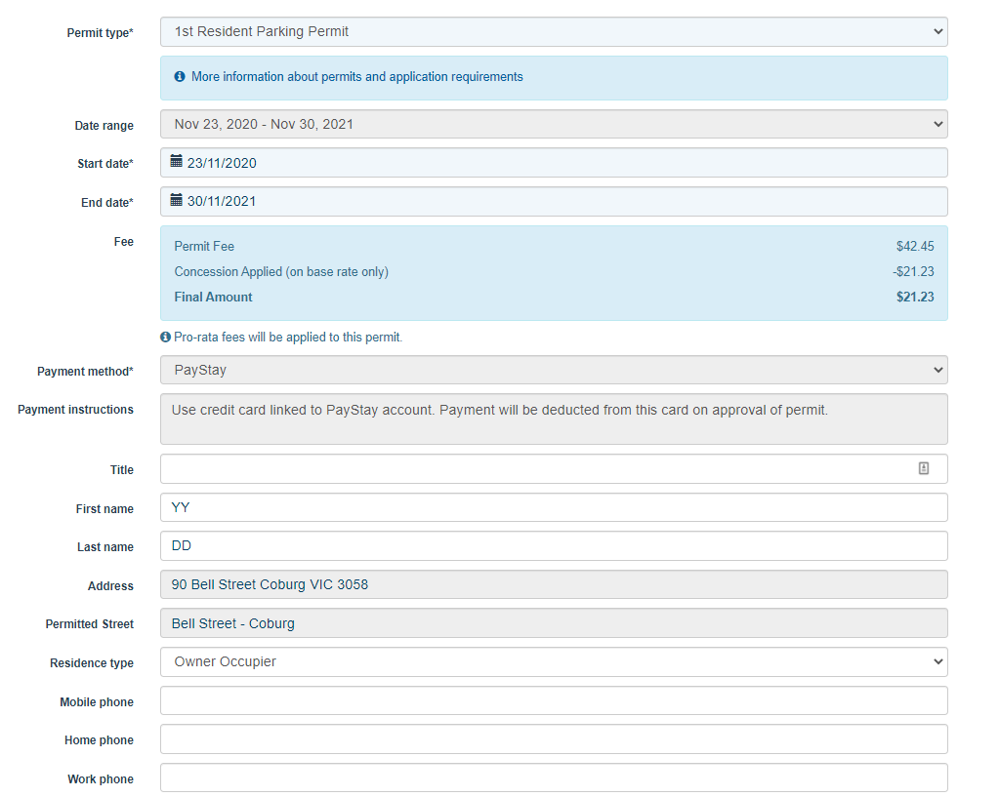 Permit type* 1st Resident Parking Permit
More information about permits and application requirements
Date range Nov 23, 2020 - Nov 30, 2021
Start date* 23/11/2020
End date* 30/11/2021
Fee
Permit Fee $42.45
Concession Applied (on base rate only) -$21.23
Final Amount $21.23
Pro-rata fees will be applied to this permit.
Payment method* PayStay
Payment instructions Use credit card linked to PayStay account. Payment will be deducted from this card on approval of permit.
Title
First name YY
Last name DD
Address 90 Bell Street Coburg VIC 3058
Permitted Street Bell Street - Coburg
Residence type Owner Occupier
Mobile phone
Home phone
Work phone